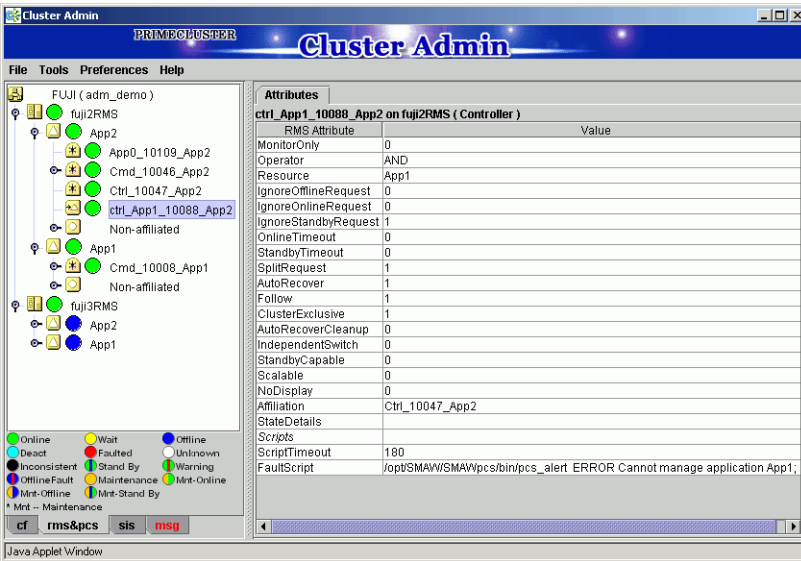 Cluster Admin
PRIMECLUSTER
Cluster Admin
File Tools Preferences Help
FUJI ( adm_demo )
fuji2RMS
App2
App0_10109_App2
Cmd_10046_App2
Ctrl_10047_App2
ctrl_App1_10088_App2
Non-affiliated
App1
Cmd_10008_App1
Non-affiliated
fuji3RMS
App2
App1
Online Wait Offline
Deact Faulted Unknown
Inconsistent Stand By Warning
OfflineFault Maintenance Mnt-Online
Mnt-Offline Mnt-Stand By
* Mnt -- Maintenance
cf rms&pcs sis msg
Attributes
ctrl_App1_10088_App2 on fuji2RMS ( Controller )
RMS Attribute Value
MonitorOnly 0
Operator AND
Resource App1
IgnoreOfflineRequest 0
IgnoreOnlineRequest 0
IgnoreStandbyRequest 1
OnlineTimeout 0
StandbyTimeout 0
SplitRequest 1
AutoRecover 1
Follow 1
ClusterExclusive 1
AutoRecoverCleanup 0
IndependentSwitch 0
StandbyCapable 0
Scalable 0
NoDisplay 0
Affiliation Ctrl_10047_App2
StateDetails
Scripts
ScriptTimeout 180
FaultScript /opt/SMAW/SMAWpcs/bin/pcs_alert ERROR Cannot manage application App1;
Java Applet Window